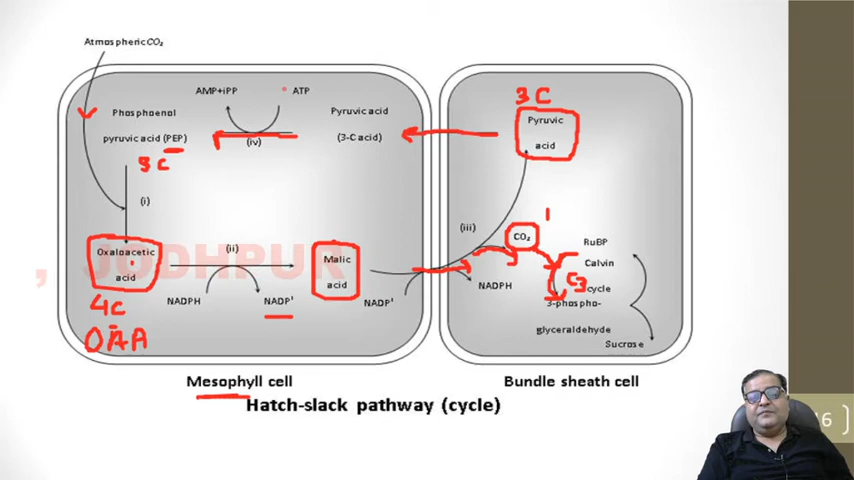 Atmospheric CO₂
AMP+iPP
ATP
Phosphoenol
pyruvic acid (PEP)
3C
(iv)
Pyruvic acid
(3-C acid)
3C
Pyruvic
acid
(i)
(ii)
(iii)
Oxaloacetic
acid
4C
OAA
NADPH
NADP⁺
Malic
acid
NADP⁺
NADPH
1
CO₂
RuBP
Calvin
C3
cycle
3-phospho-
glyceraldehyde
Sucrose
, JODHPUR
Mesophyll cell
Bundle sheath cell
Hatch-slack pathway (cycle)